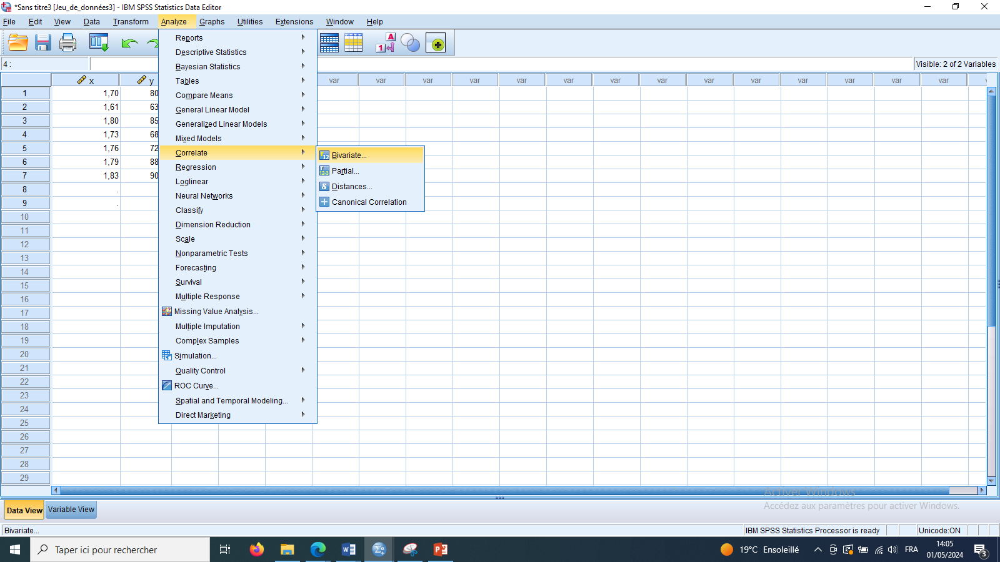 *Sans titre3 [Jeu_de_données3] - IBM SPSS Statistics Data Editor
File Edit View Data Transform Analyze Graphs Utilities Extensions Window Help
4 :
Visible: 2 of 2 Variables
x y var var var var var var var var var var var var var var
1 1,70 80
2 1,61 63
3 1,80 85
4 1,73 68
5 1,76 72
6 1,79 88
7 1,83 90
8 .
9 .
10
11
12
13
14
15
16
17
18
19
20
21
22
23
24
25
26
27
28
29
Reports
Descriptive Statistics
Bayesian Statistics
Tables
Compare Means
General Linear Model
Generalized Linear Models
Mixed Models
Correlate
Regression
Loglinear
Neural Networks
Classify
Dimension Reduction
Scale
Nonparametric Tests
Forecasting
Survival
Multiple Response
Missing Value Analysis...
Multiple Imputation
Complex Samples
Simulation...
Quality Control
ROC Curve...
Spatial and Temporal Modeling...
Direct Marketing
Bivariate...
Partial...
Distances...
Canonical Correlation
Activer Windows
Accédez aux paramètres pour activer Windows.
Data View Variable View
Bivariate...
IBM SPSS Statistics Processor is ready
Unicode:ON
Taper ici pour rechercher
19°C Ensoleillé
FRA
14:05
01/05/2024
3